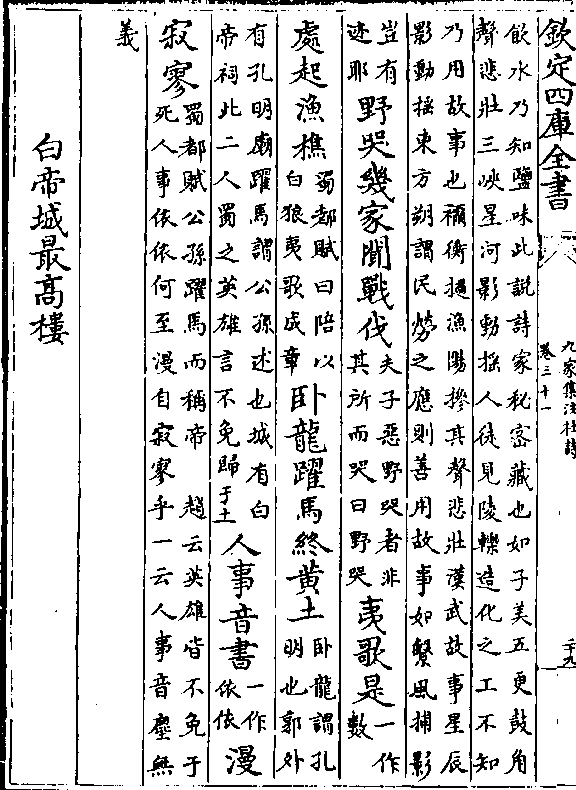 欽定四庫全書
九家集注杜詩
卷三十一
二十九
飲水乃知鹽味此說詩家秘密藏也如子美五更鼓角
聲悲壯三峽星河影動搖人徒見陵轢造化之工不知
乃用故事也禰衡撾漁陽摻其聲悲壯漢武故事星辰
影動搖東方朔謂民勞之應則善用故事如繫風捕影
豈有
迹耶
野哭幾家聞戰伐
夫子惡野哭者非
其所而哭曰野哭
夷歌是
一作
數
處起漁樵
蜀都賦曰陪以
白狼夷歌成章
臥龍躍馬終黃土
臥龍謂孔
明也郭外
有孔明廟躍馬謂公孫述也城有白
帝祠此二人蜀之英雄言不免歸于土
人事音書
一作
依依
漫
寂寥
蜀都賦公孫躍馬而稱帝 趙云英雄皆不免于
死人事依依何至漫自寂寥乎一云人事音塵無
義
白帝城最高樓